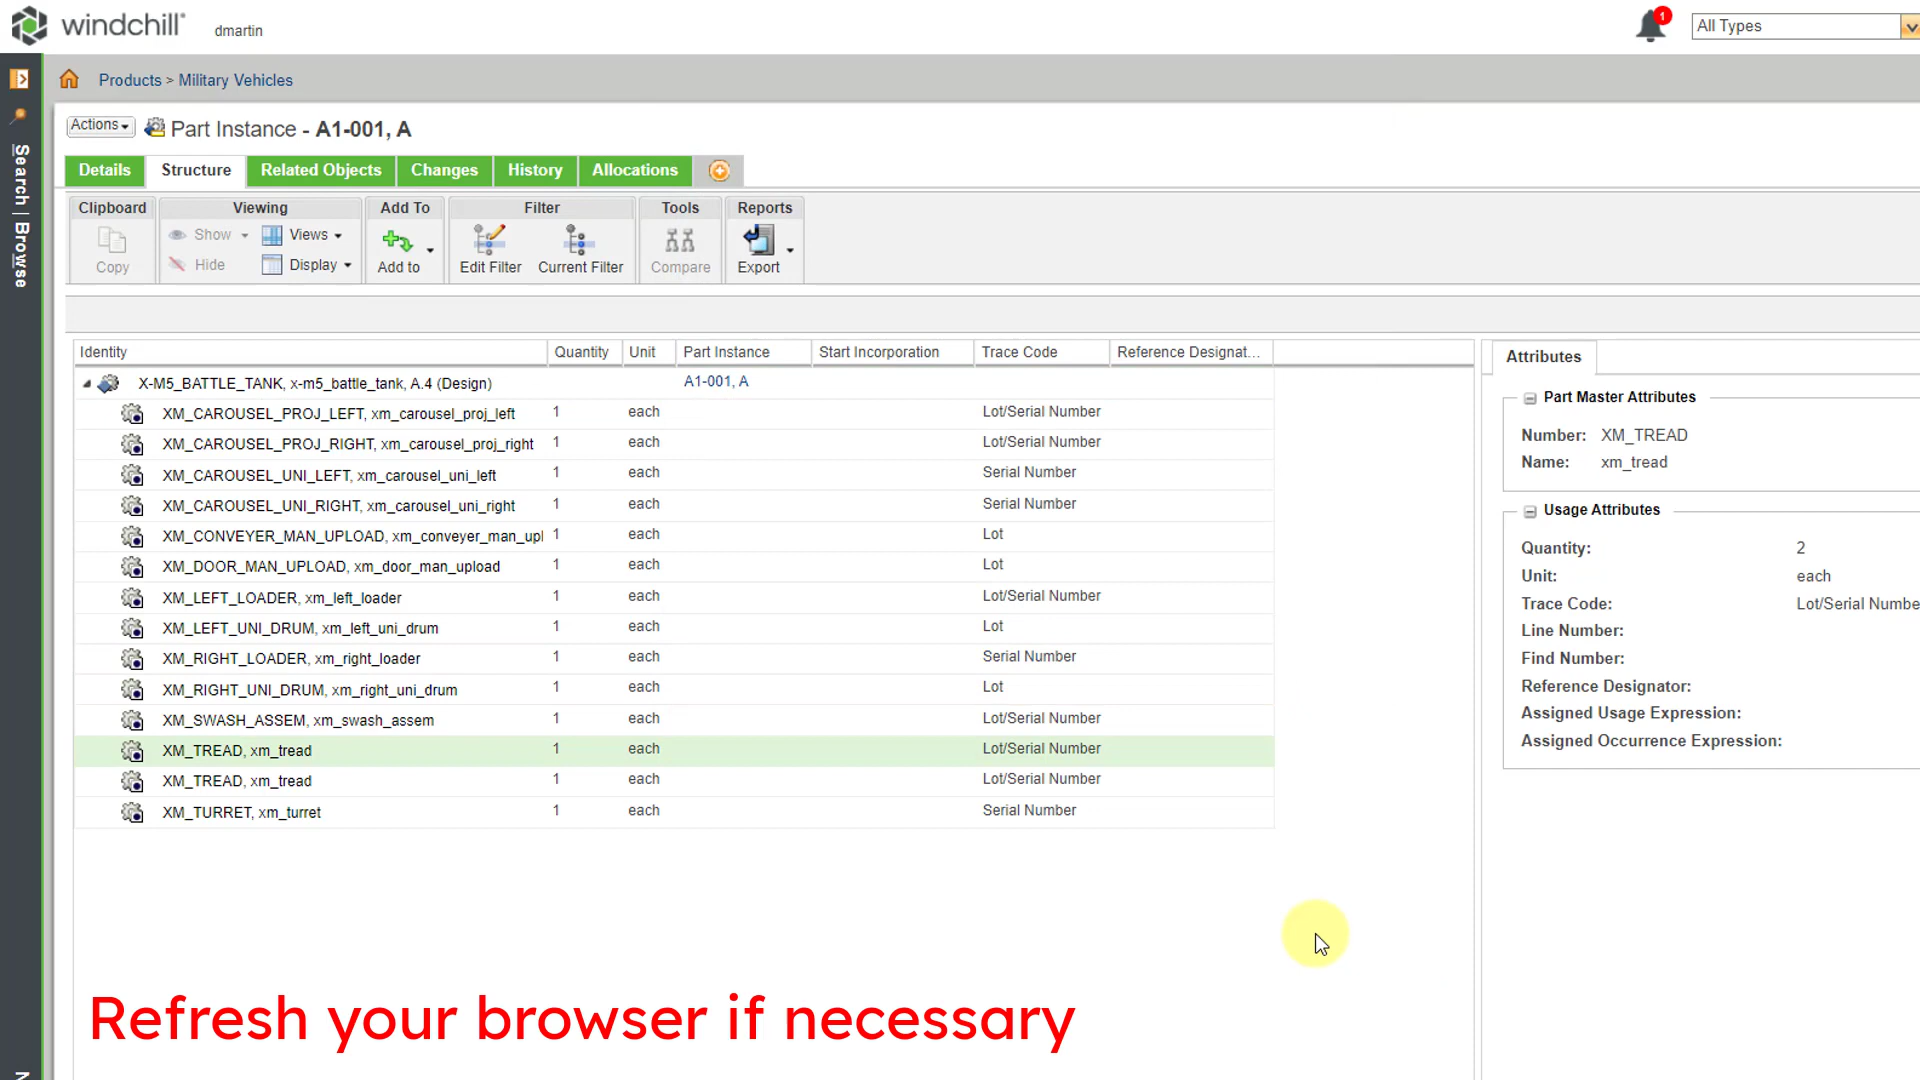 windchill®
dmartin
1
All Types
Products > Military Vehicles
Search | Browse
Actions
Part Instance - A1-001, A
Details Structure Related Objects Changes History Allocations
Clipboard Viewing Add To Filter Tools Reports
Show Views
Hide Display
Copy Add to Edit Filter Current Filter Compare Export
Identity Quantity Unit Part Instance Start Incorporation Trace Code Reference Designat...
X-M5_BATTLE_TANK, x-m5_battle_tank, A.4 (Design) A1-001, A
XM_CAROUSEL_PROJ_LEFT, xm_carousel_proj_left 1 each Lot/Serial Number
XM_CAROUSEL_PROJ_RIGHT, xm_carousel_proj_right 1 each Lot/Serial Number
XM_CAROUSEL_UNI_LEFT, xm_carousel_uni_left 1 each Serial Number
XM_CAROUSEL_UNI_RIGHT, xm_carousel_uni_right 1 each Serial Number
XM_CONVEYER_MAN_UPLOAD, xm_conveyer_man_upl 1 each Lot
XM_DOOR_MAN_UPLOAD, xm_door_man_upload 1 each Lot
XM_LEFT_LOADER, xm_left_loader 1 each Lot/Serial Number
XM_LEFT_UNI_DRUM, xm_left_uni_drum 1 each Lot
XM_RIGHT_LOADER, xm_right_loader 1 each Serial Number
XM_RIGHT_UNI_DRUM, xm_right_uni_drum 1 each Lot
XM_SWASH_ASSEM, xm_swash_assem 1 each Lot/Serial Number
XM_TREAD, xm_tread 1 each Lot/Serial Number
XM_TREAD, xm_tread 1 each Lot/Serial Number
XM_TURRET, xm_turret 1 each Serial Number
Attributes
Part Master Attributes
Number: XM_TREAD
Name: xm_tread
Usage Attributes
Quantity: 2
Unit: each
Trace Code: Lot/Serial Numbe
Line Number:
Find Number:
Reference Designator:
Assigned Usage Expression:
Assigned Occurrence Expression:
Refresh your browser if necessary